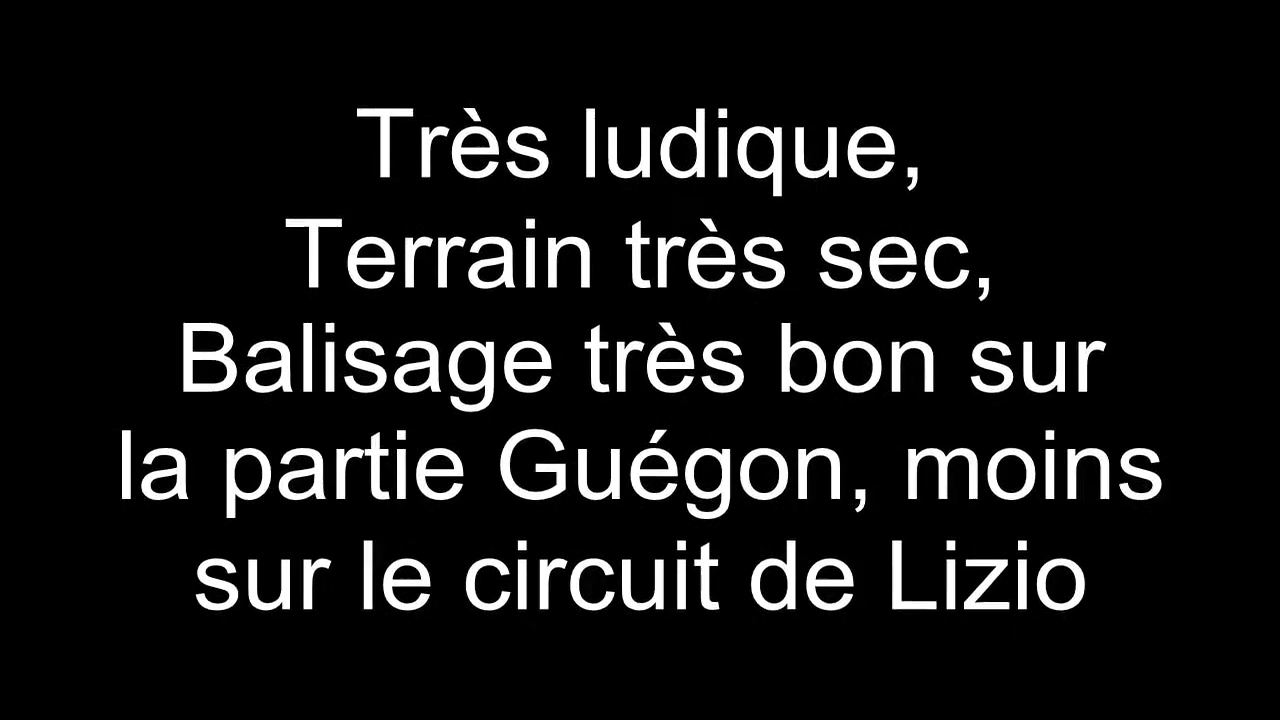 Très ludique,
Terrain très sec,
Balisage très bon sur
la partie Guégon, moins
sur le circuit de Lizio